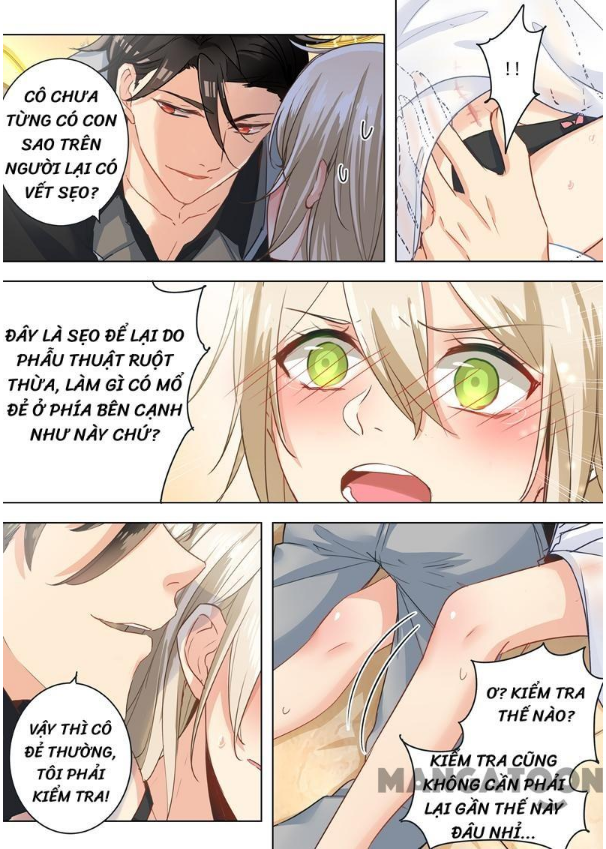 CÔ CHƯA
TỪNG CÓ CON
SAO TRÊN
NGƯỜI LẠI CÓ
VẾT SẸO?
!!
ĐÂY LÀ SẸO ĐỂ LẠI DO
PHẪU THUẬT RUỘT
THỪA, LÀM GÌ CÓ MỔ
ĐẺ Ở PHÍA BÊN CẠNH
NHƯ NÀY CHỨ?
VẬY THÌ CÔ
ĐẺ THƯỜNG,
TÔI PHẢI
KIỂM TRA!
Ơ? KIỂM TRA
THẾ NÀO?
KIỂM TRA CŨNG
KHÔNG CẦN PHẢI
LẠI GẦN THẾ NÀY
ĐÂU NHỈ...
MANGATOON